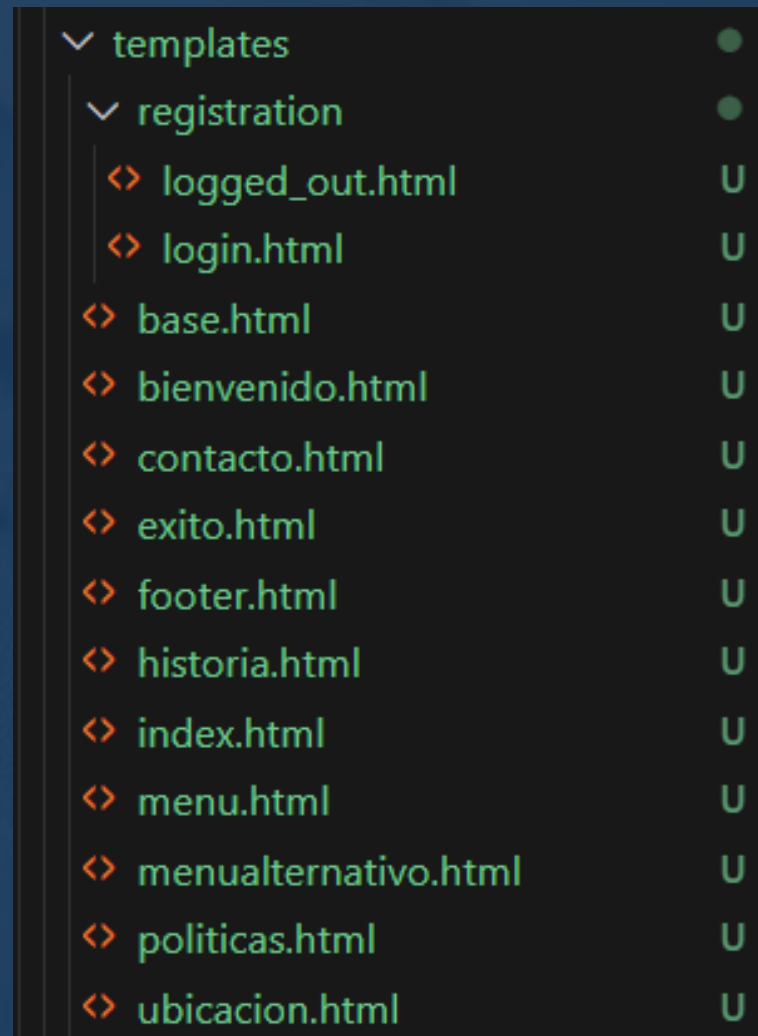 templates
registration
logged_out.html U
login.html U
base.html U
bienvenido.html U
contacto.html U
exito.html U
footer.html U
historia.html U
index.html U
menu.html U
menualternativo.html U
politicas.html U
ubicacion.html U